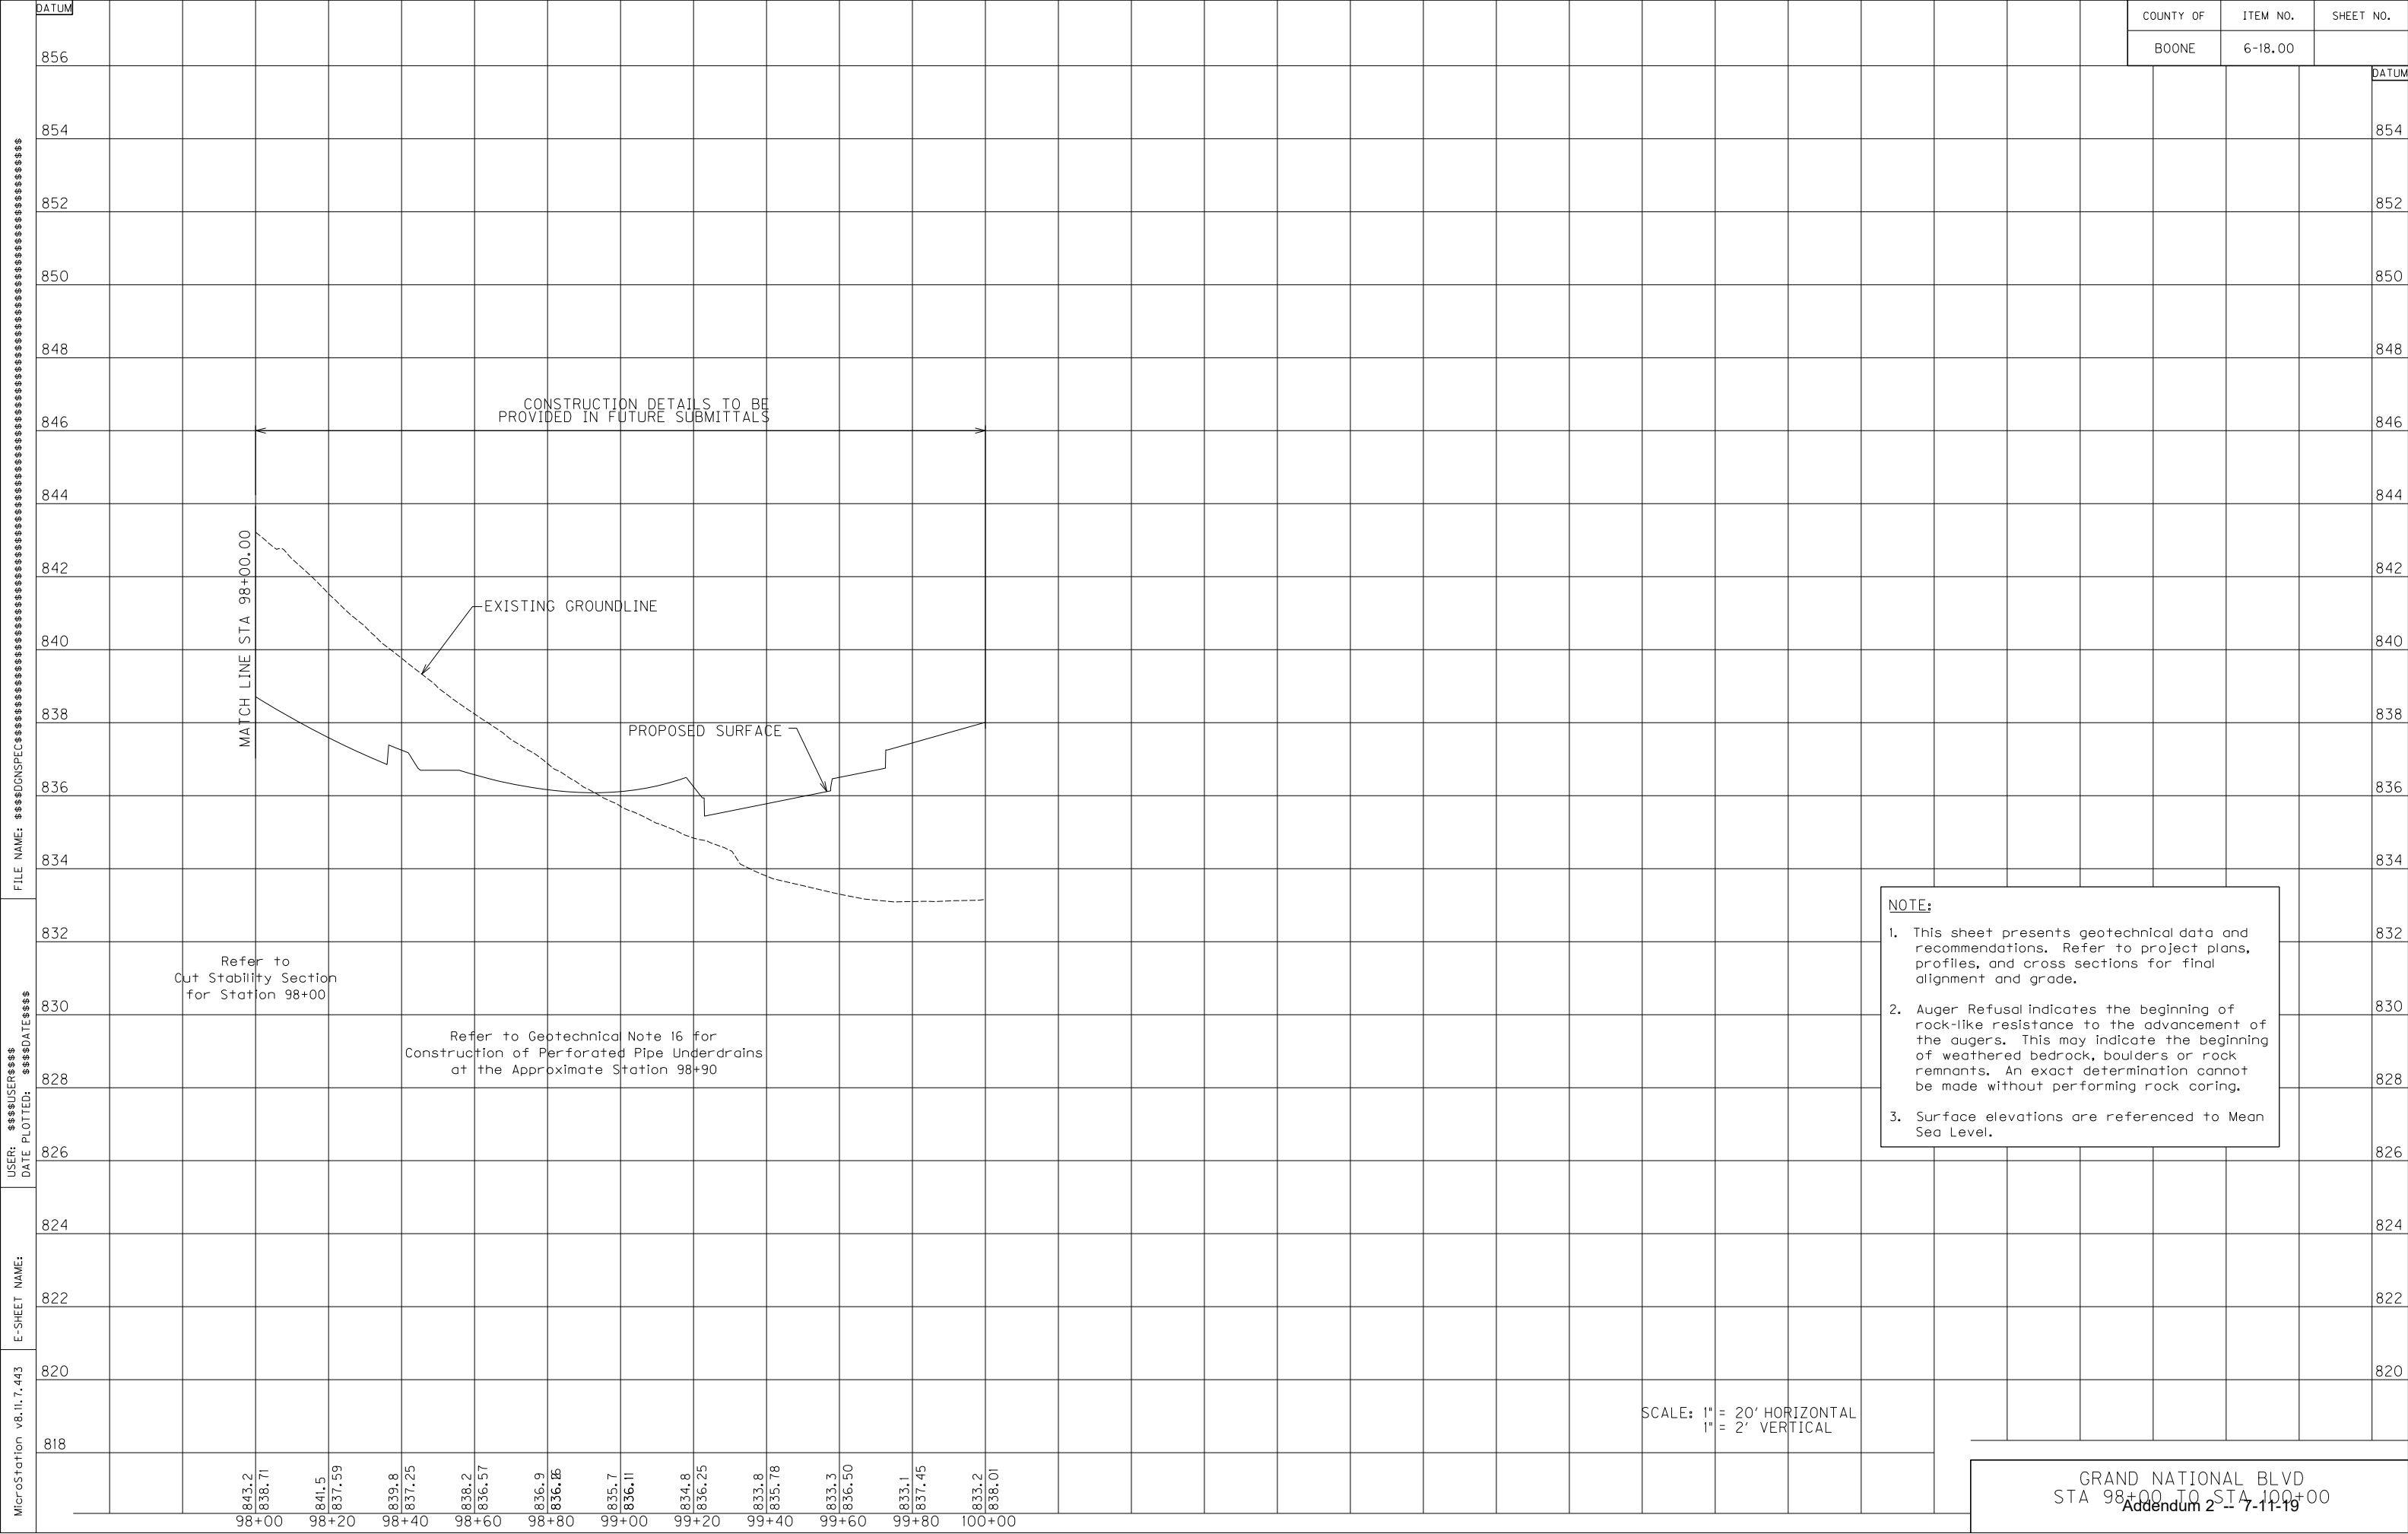 DATUM
COUNTY OF ITEM NO. SHEET NO.
BOONE 6-18.00
DATUM
856
854 854
852 852
850 850
848 848
CONSTRUCTION DETAILS TO BE
PROVIDED IN FUTURE SUBMITTALS
846 846
844 844
MATCH LINE STA 98+00.00
842 842
EXISTING GROUNDLINE
840 840
838 838
PROPOSED SURFACE
836 836
834 834
832 832
Refer to
Cut Stability Section
for Station 98+00
830 830
Refer to Geotechnical Note 16 for
Construction of Perforated Pipe Underdrains
at the Approximate Station 98+90
828 828
NOTE:
1. This sheet presents geotechnical data and
recommendations. Refer to project plans,
profiles, and cross sections for final
alignment and grade.
2. Auger Refusal indicates the beginning of
rock-like resistance to the advancement of
the augers. This may indicate the beginning
of weathered bedrock, boulders or rock
remnants. An exact determination cannot
be made without performing rock coring.
3. Surface elevations are referenced to Mean
Sea Level.
826 826
824 824
822 822
820 820
SCALE: 1" = 20' HORIZONTAL
1" = 2' VERTICAL
818
843.2 841.5 839.8 838.2 836.9 835.7 834.8 833.8 833.3 833.1 833.2
838.71 837.59 837.25 836.57 836.11 836.25 835.78 836.50 837.45 838.01
98+00 98+20 98+40 98+60 98+80 99+00 99+20 99+40 99+60 99+80 100+00
GRAND NATIONAL BLVD
STA 98+00 TO STA 100+00
Addendum 2 -- 7-11-19
MicroStation v8.11.7.443
E-SHEET NAME:
USER: $$$$USER$$$$
DATE PLOTTED: $$$$DATE$$$$
FILE NAME: